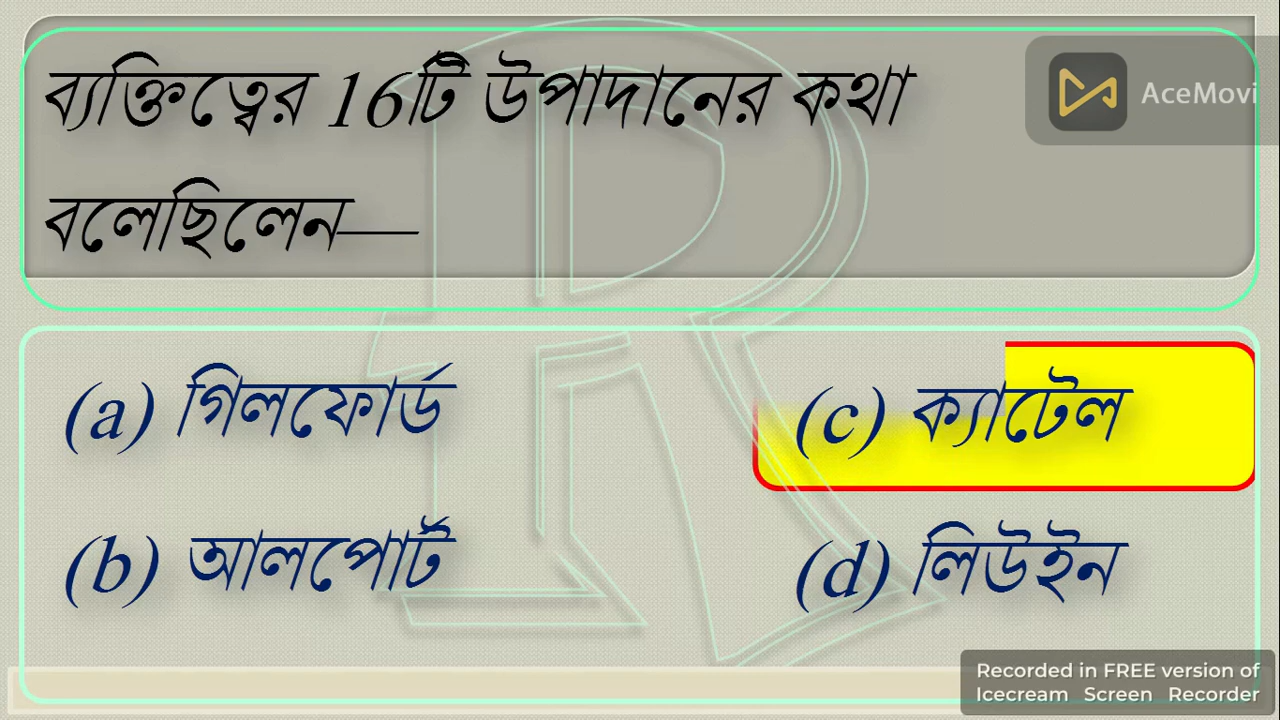 ব্যক্তিত্বের 16টি উপাদানের কথা
বলেছিলেন—
AceMovi
(a) গিলফোর্ড
(c) ক্যাটেল
(b) আলপোর্ট
(d) লিউইন
Recorded in FREE version of
Icecream Screen Recorder